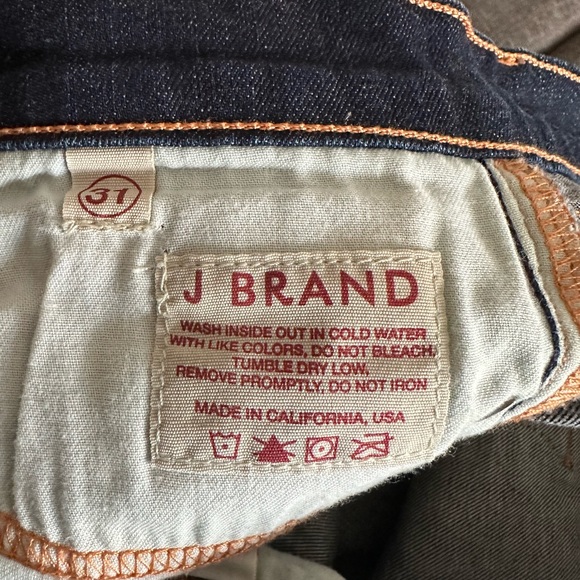 31
J BRAND
WASH INSIDE OUT IN COLD WATER
WITH LIKE COLORS, DO NOT BLEACH,
TUMBLE DRY LOW,
REMOVE PROMPTLY, DO NOT IRON
MADE IN CALIFORNIA, USA